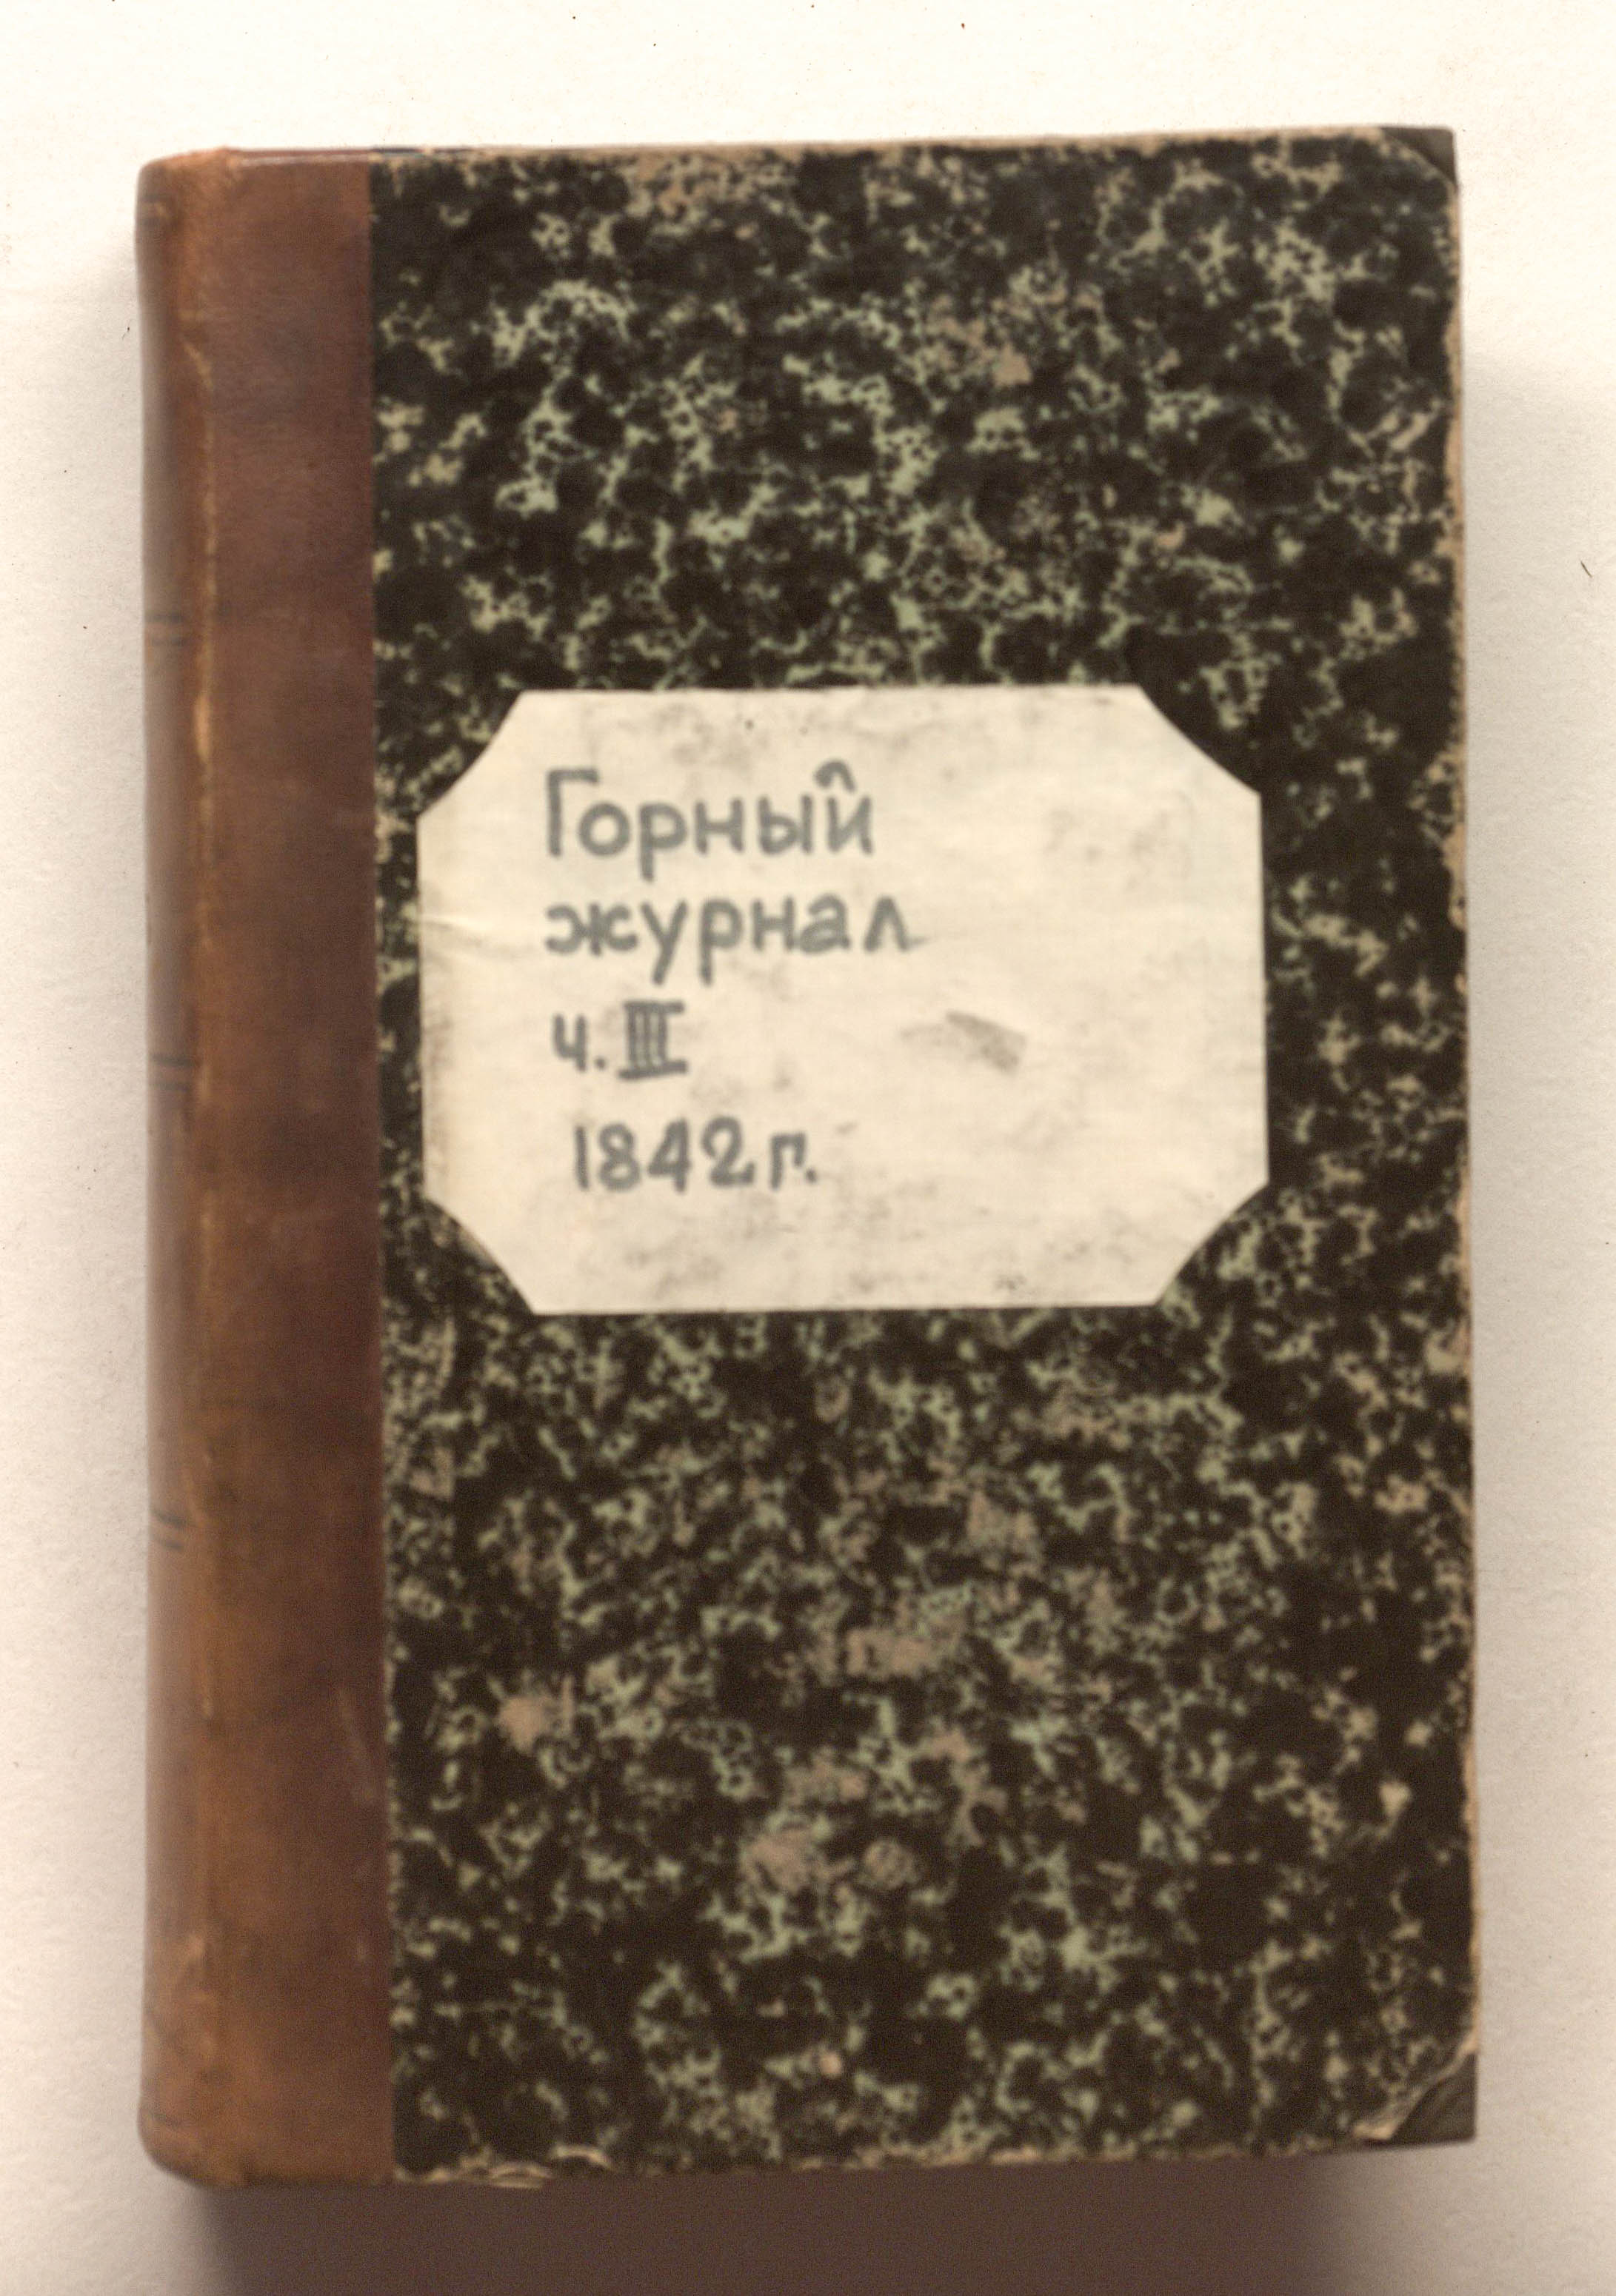 Горный
журнал
ч. III
1842 г.